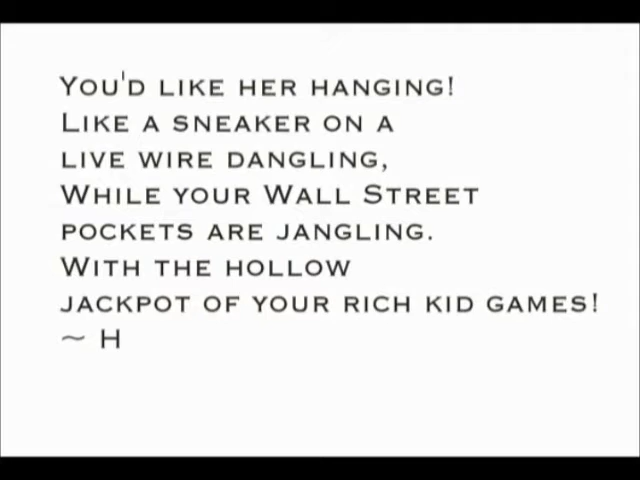 You'd like her hanging!
Like a sneaker on a
live wire dangling,
While your Wall Street
pockets are jangling.
With the hollow
jackpot of your rich kid games!
~ H